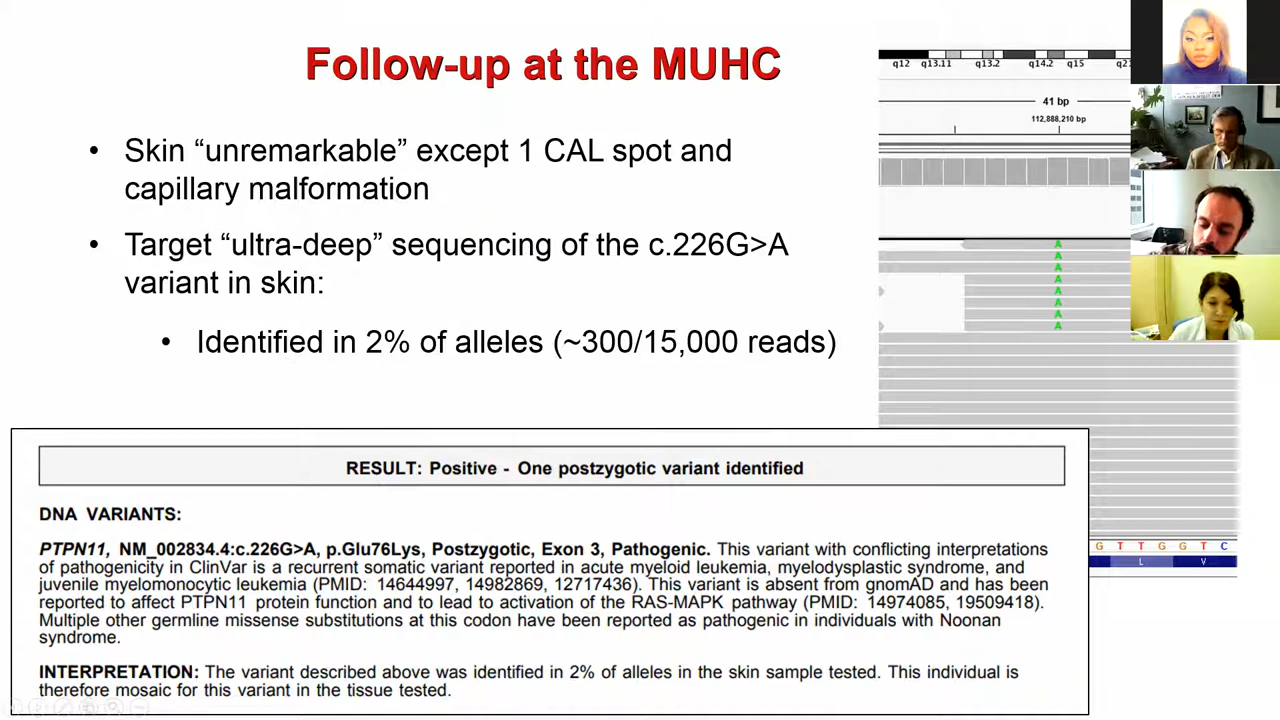 Follow-up at the MUHC
• Skin “unremarkable” except 1 CAL spot and
capillary malformation
• Target “ultra-deep” sequencing of the c.226G>A
variant in skin:
• Identified in 2% of alleles (~300/15,000 reads)
q12 q13.11 q13.2 q14.2 q15
41 bp
112,888,210 bp
A
A
A
A
A
A
A
A
G T T G G T C
L V
RESULT: Positive - One postzygotic variant identified
DNA VARIANTS:
PTPN11, NM_002834.4:c.226G>A, p.Glu76Lys, Postzygotic, Exon 3, Pathogenic. This variant with conflicting interpretations
of pathogenicity in ClinVar is a recurrent somatic variant reported in acute myeloid leukemia, myelodysplastic syndrome, and
juvenile myelomonocytic leukemia (PMID: 14644997, 14982869, 12717436). This variant is absent from gnomAD and has been
reported to affect PTPN11 protein function and to lead to activation of the RAS-MAPK pathway (PMID: 14974085, 19509418).
Multiple other germline missense substitutions at this codon have been reported as pathogenic in individuals with Noonan
syndrome.
INTERPRETATION: The variant described above was identified in 2% of alleles in the skin sample tested. This individual is
therefore mosaic for this variant in the tissue tested.